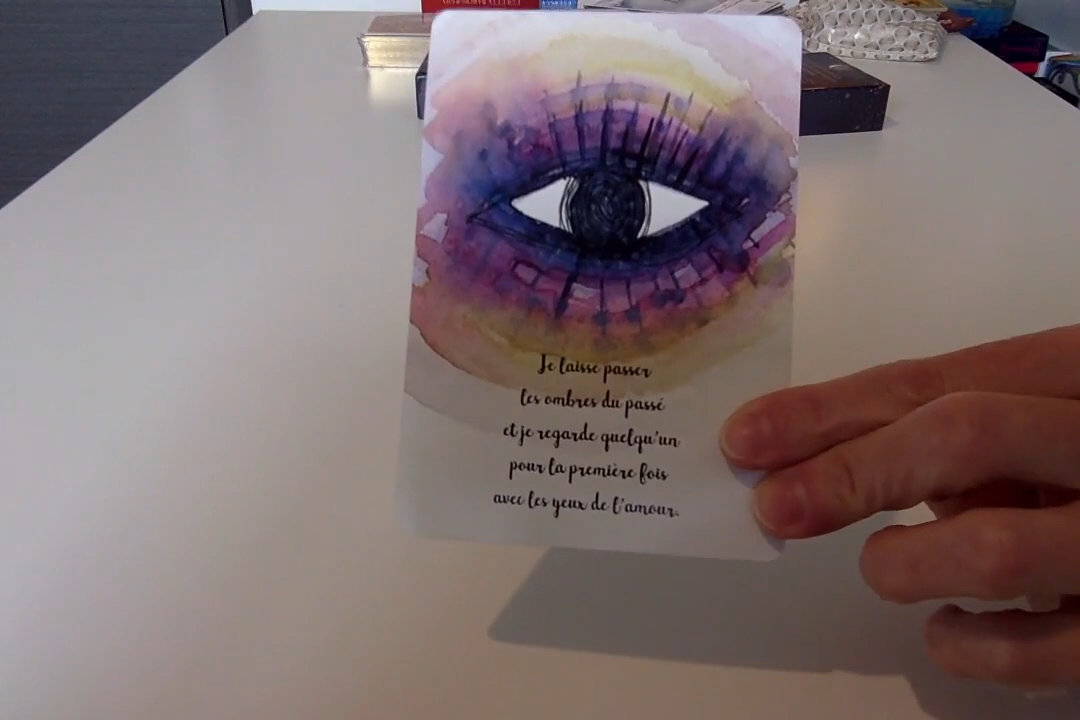 Je laisse passer
les ombres du passé
et je regarde quelqu'un
pour la première fois
avec les yeux de l'amour.